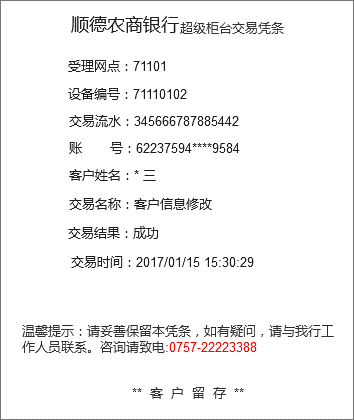 顺德农商银行超级柜台交易凭条
受理网点：71101
设备编号：71110102
交易流水：345666787885442
账　　号：62237594****9584
客户姓名：* 三
交易名称：客户信息修改
交易结果：成功
交易时间：2017/01/15 15:30:29
温馨提示：请妥善保留本凭条，如有疑问，请与我行工
作人员联系。咨询请致电:0757-22223388
** 客 户 留 存 **